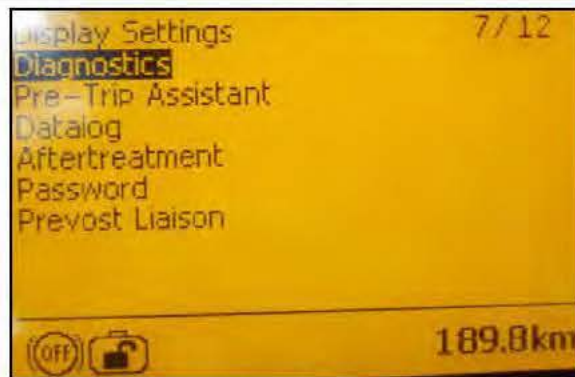 Display Settings 7/12
Diagnostics
Pre-Trip Assistant
Datalog
Aftertreatment
Password
Prevost Liaison
OFF 189.8km